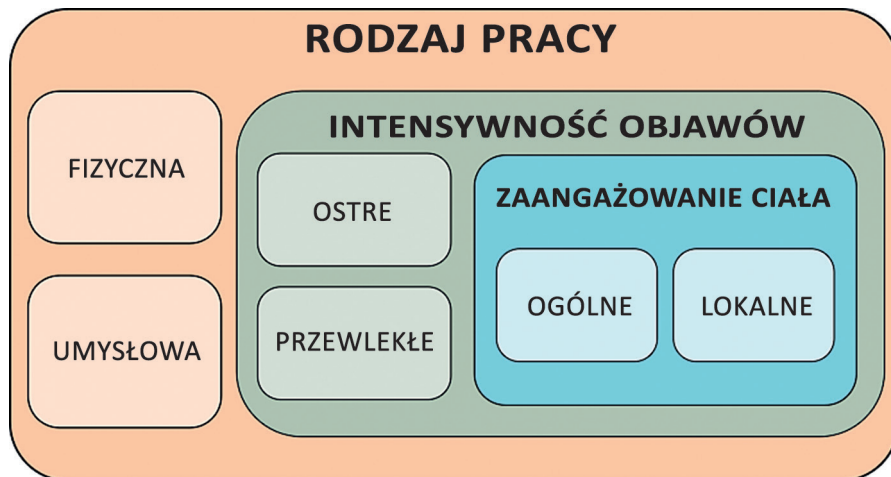 RODZAJ PRACY
FIZYCZNA
UMYSŁOWA
INTENSYWNOŚĆ OBJAWÓW
OSTRE
PRZEWLEKŁE
ZAANGAŻOWANIE CIAŁA
OGÓLNE
LOKALNE